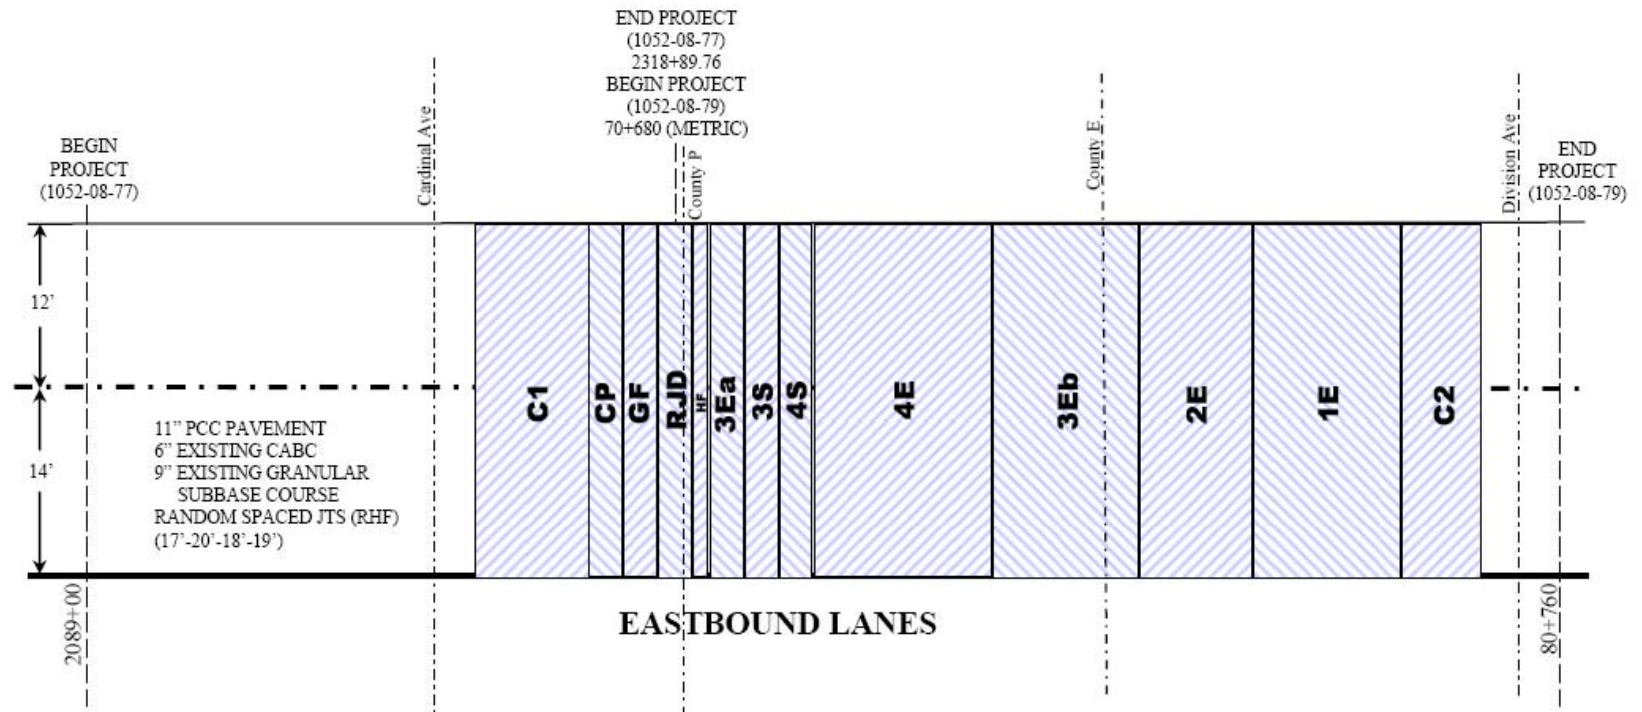 END PROJECT
(1052-08-77)
2318+89.76
BEGIN PROJECT
(1052-08-79)
70+680 (METRIC)
BEGIN
PROJECT
(1052-08-77)
Cardinal Ave
County P
County E
Division Ave
END
PROJECT
(1052-08-79)
12’
14’
C1
CP
GF
RJD
HF
3Ea
3S
4S
4E
3Eb
2E
1E
C2
11” PCC PAVEMENT
6” EXISTING CABC
9” EXISTING GRANULAR
SUBBASE COURSE
RANDOM SPACED JTS (RHF)
(17’-20’-18’-19’)
2089+00
EASTBOUND LANES
80+760